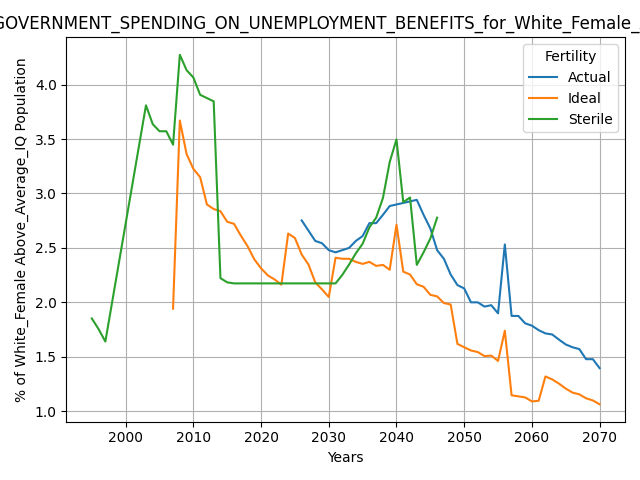 GOVERNMENT_SPENDING_ON_UNEMPLOYMENT_BENEFITS_for_White_Female_
Fertility
Actual
Ideal
Sterile
% of White_Female Above_Average_IQ Population
4.0
3.5
3.0
2.5
2.0
1.5
1.0
2000 2010 2020 2030 2040 2050 2060 2070
Years